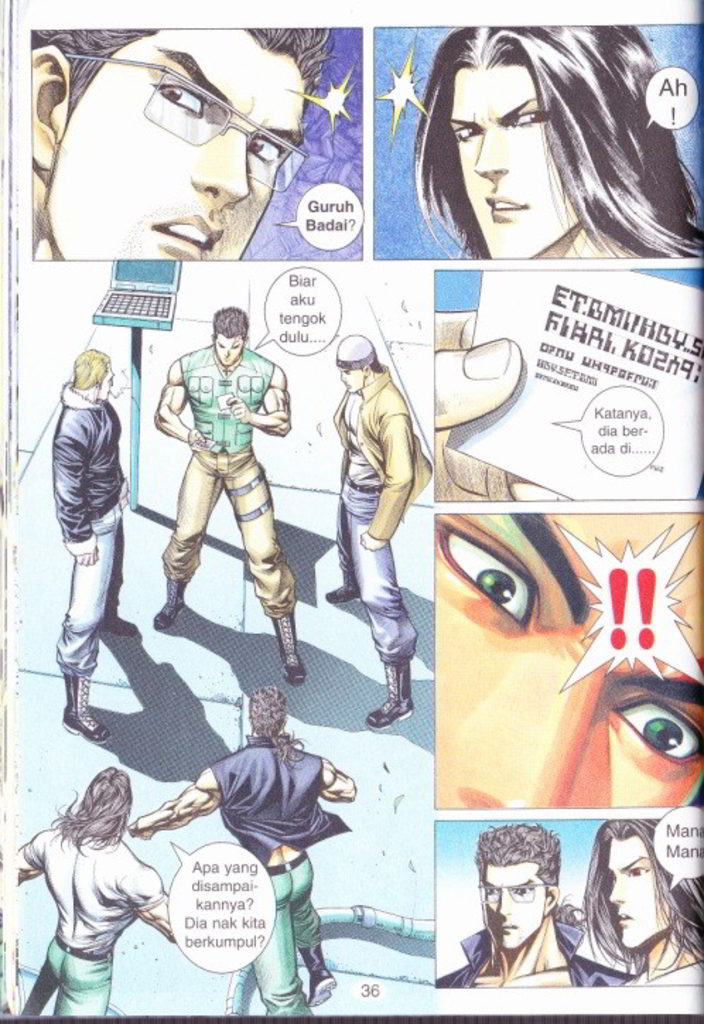 Guruh
Badai?
Ah
!
Biar
aku
tengok
dulu....
Katanya,
dia ber-
ada di......
!!
Apa yang
disampai-
kannya?
Dia nak kita
berkumpul?
Mana
Mana
36